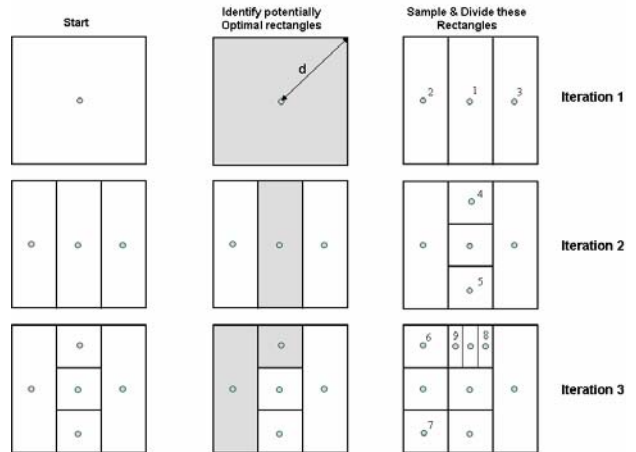 Start
Identify potentially
Optimal rectangles
Sample & Divide these
Rectangles
d
2 1 3
Iteration 1
4
5
Iteration 2
6 9 8
7
Iteration 3